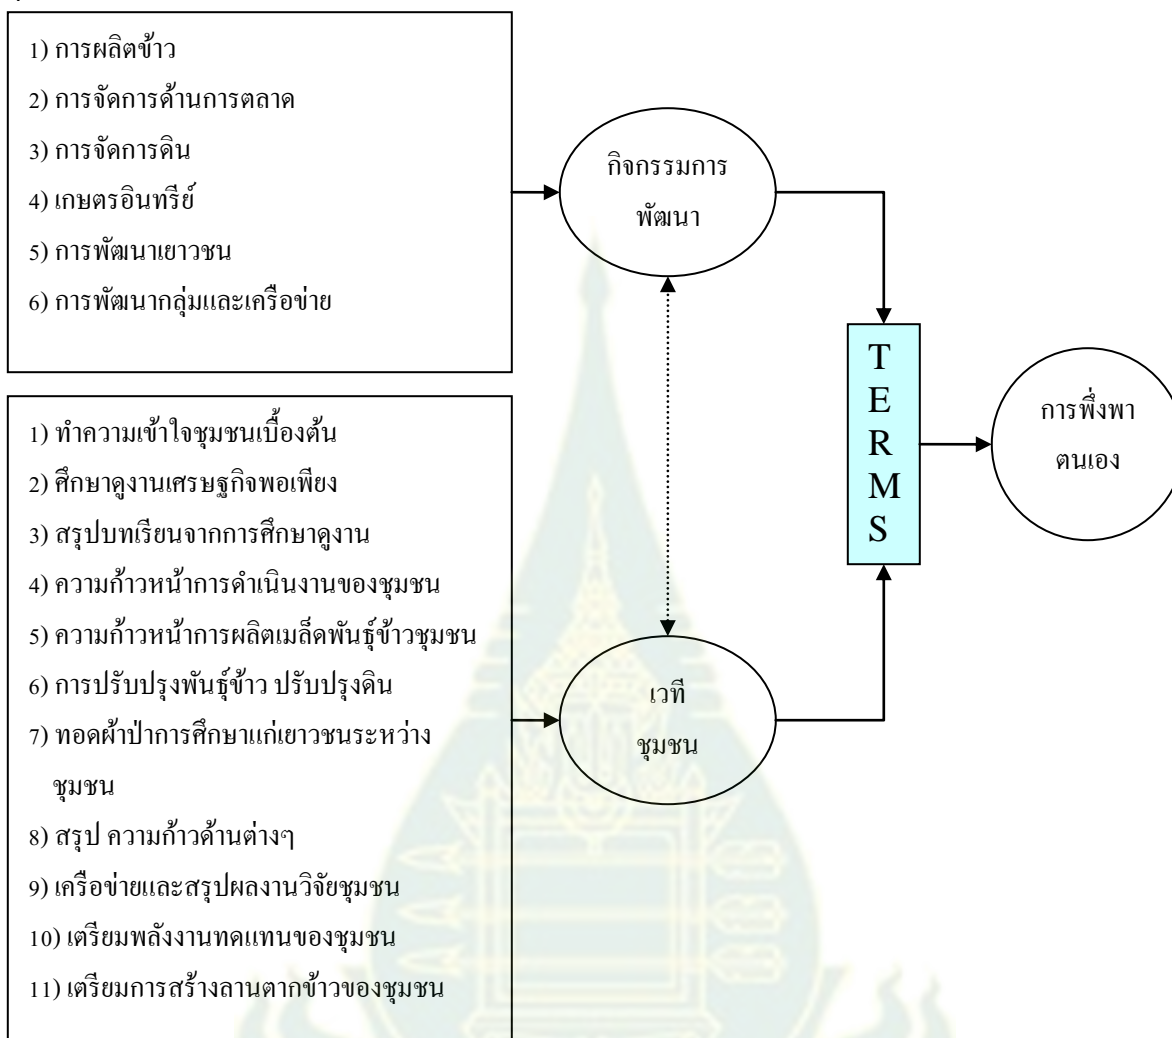 1) การผลิตข้าว
2) การจัดการด้านการตลาด
3) การจัดการดิน
4) เกษตรอินทรีย์
5) การพัฒนาเยาวชน
6) การพัฒนากลุ่มและเครือข่าย
กิจกรรมการ
พัฒนา
1) ทำความเข้าใจชุมชนเบื้องต้น
2) ศึกษาดูงานเศรษฐกิจพอเพียง
3) สรุปบทเรียนจากการศึกษาดูงาน
4) ความก้าวหน้าการดำเนินงานของชุมชน
5) ความก้าวหน้าการผลิตเมล็ดพันธุ์ข้าวชุมชน
6) การปรับปรุงพันธุ์ข้าว ปรับปรุงดิน
7) ทอดผ้าป่าการศึกษาแก่เยาวชนระหว่าง
ชุมชน
8) สรุป ความก้าวด้านต่างๆ
9) เครือข่ายและสรุปผลงานวิจัยชุมชน
10) เตรียมพลังงานทดแทนของชุมชน
11) เตรียมการสร้างลานตากข้าวของชุมชน
เวที
ชุมชน
T
E
R
M
S
การพึ่งพา
ตนเอง